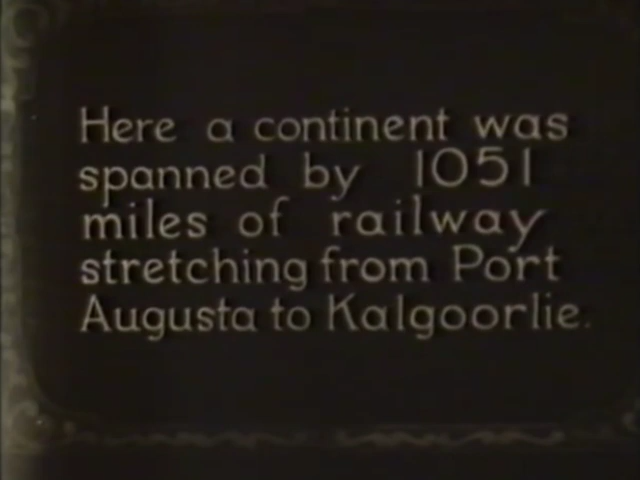 Here a continent was
spanned by 1051
miles of railway
stretching from Port
Augusta to Kalgoorlie.